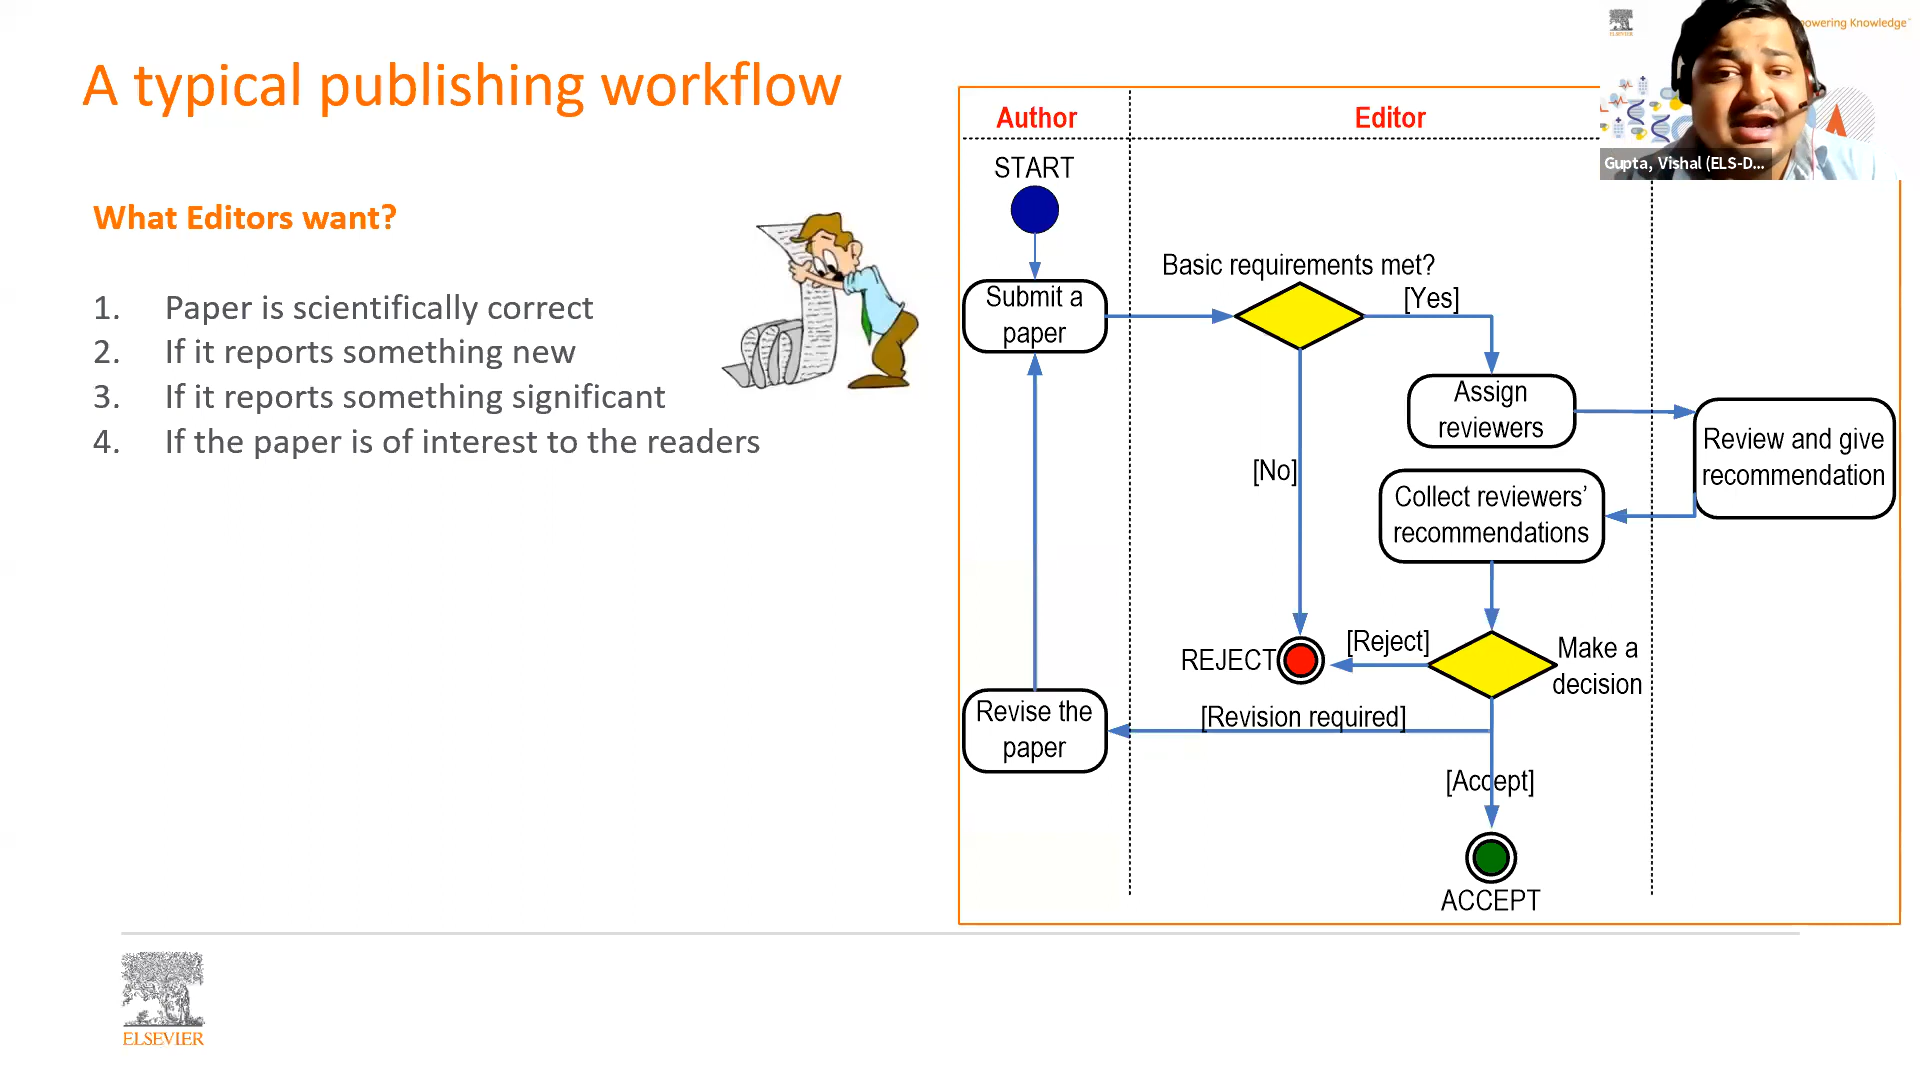 A typical publishing workflow
What Editors want?
1. Paper is scientifically correct
2. If it reports something new
3. If it reports something significant
4. If the paper is of interest to the readers
Author
Editor
START
Submit a
paper
Basic requirements met?
[Yes]
Assign
reviewers
Review and give
recommendation
[No]
Collect reviewers’
recommendations
REJECT
[Reject]
Make a
decision
Revise the
paper
[Revision required]
[Accept]
ACCEPT
ELSEVIER
ELSEVIER
Knowledge™
Gupta, Vishal (ELS-D...